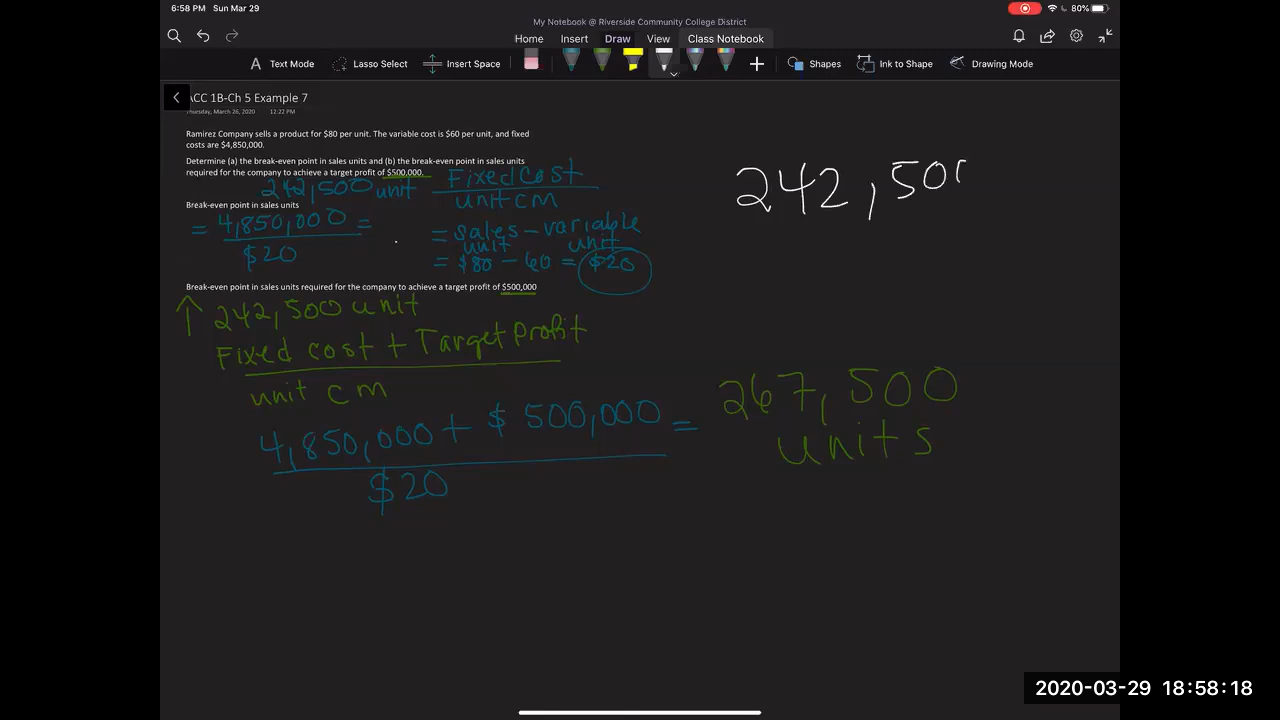 6:58 PM Sun Mar 29
80%
My Notebook @ Riverside Community College District
Home Insert Draw View Class Notebook
Text Mode Lasso Select Insert Space Shapes Ink to Shape Drawing Mode
ACC 1B-Ch 5 Example 7
Thursday, March 26, 2020 12:22 PM
Ramirez Company sells a product for $80 per unit. The variable cost is $60 per unit, and fixed
costs are $4,850,000.
Determine (a) the break-even point in sales units and (b) the break-even point in sales units
required for the company to achieve a target profit of $500,000.
242,500 unit
Fixed Cost
unit cm
242,500
Break-even point in sales units
= 4,850,000 =
$20
= sales - variable
unit unit
= $80 - 60 = $20
Break-even point in sales units required for the company to achieve a target profit of $500,000
↑ 242,500 unit
Fixed cost + Target profit
unit cm
4,850,000 + $ 500,000 =
$20
267,500
units
2020-03-29 18:58:18